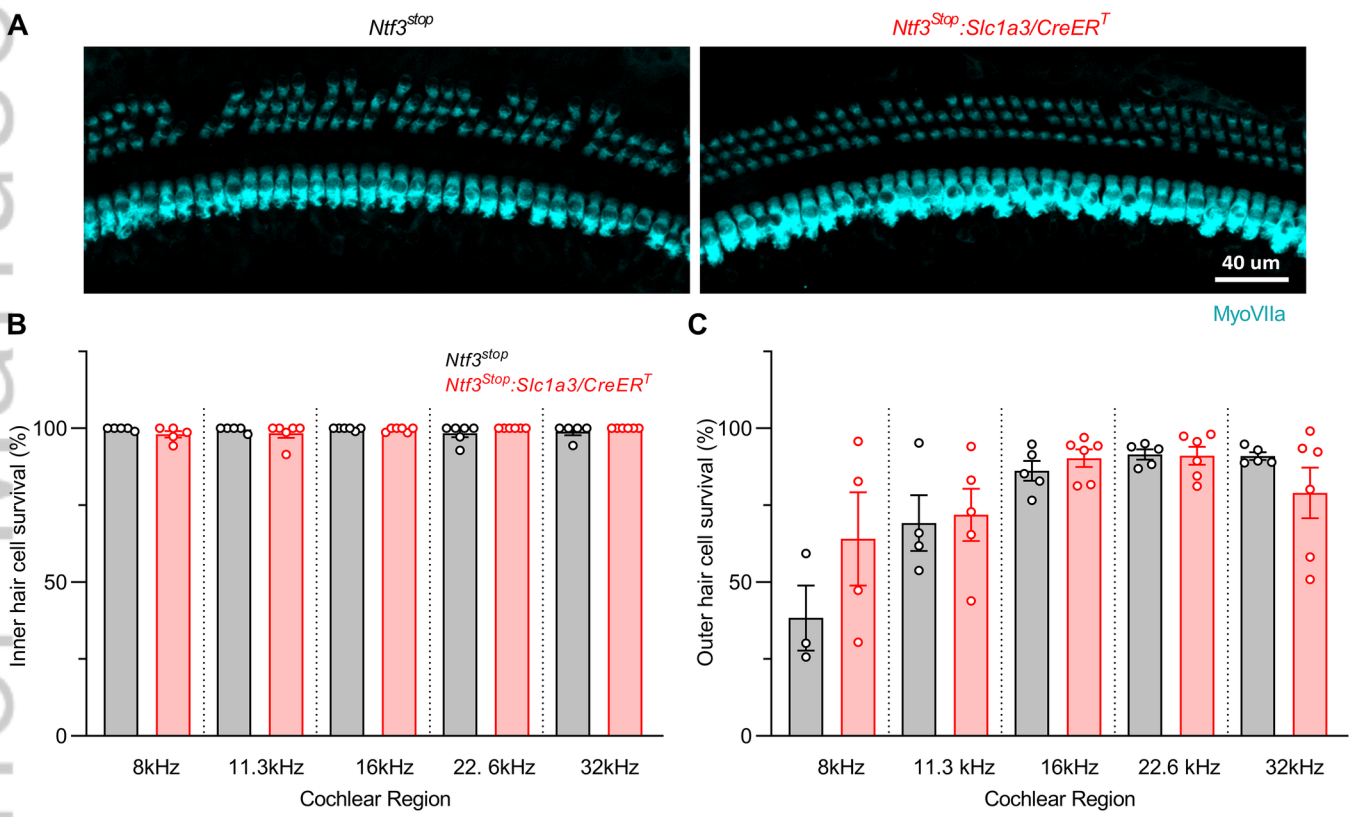 A
Ntf3stop
Ntf3Stop:Slc1a3/CreERT
40 um
MyoVIIa
B
Ntf3stop
Ntf3Stop:Slc1a3/CreERT
Inner hair cell survival (%)
100
50
0
8kHz 11.3kHz 16kHz 22. 6kHz 32kHz
Cochlear Region
C
Outer hair cell survival (%)
100
50
0
8kHz 11.3 kHz 16kHz 22.6 kHz 32kHz
Cochlear Region